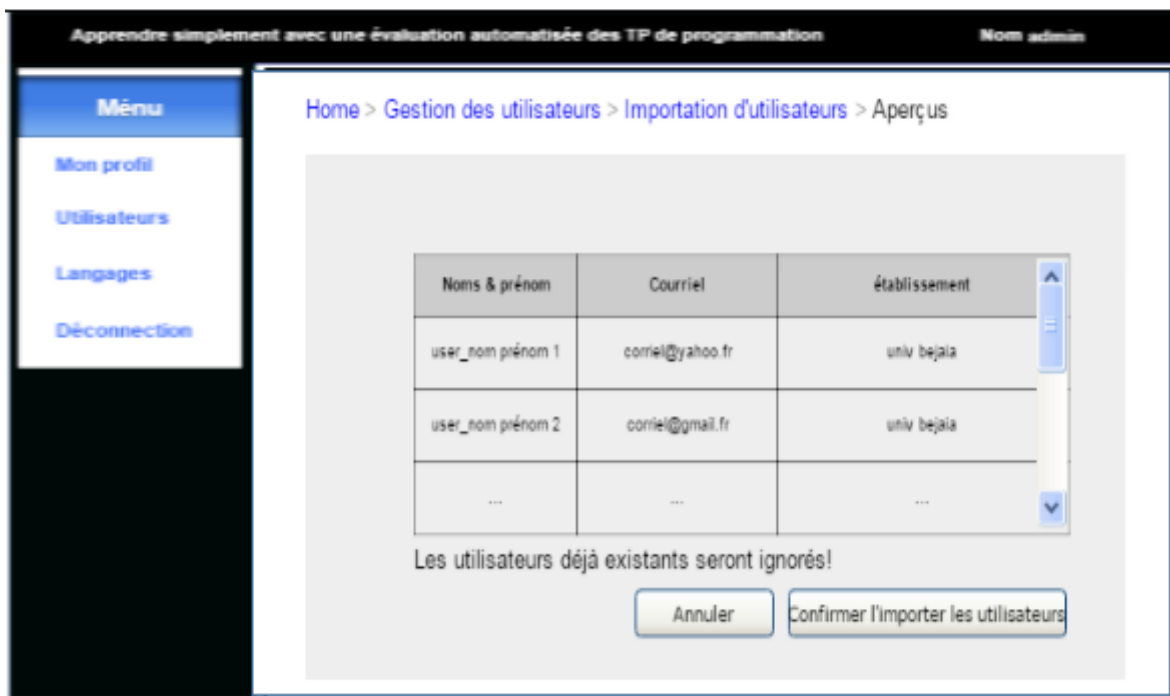 Apprendre simplement avec une évaluation automatisée des TP de programmation
Nom admin
Ménu
Mon profil
Utilisateurs
Langages
Déconnection
Home > Gestion des utilisateurs > Importation d'utilisateurs > Aperçus
Noms & prénom Courriel établissement
user_nom prénom 1 corriel@yahoo.fr univ bejaia
user_nom prénom 2 corriel@gmail.fr univ bejaia
... ... ...
Les utilisateurs déjà existants seront ignorés!
Annuler
Confirmer l'importer les utilisateurs